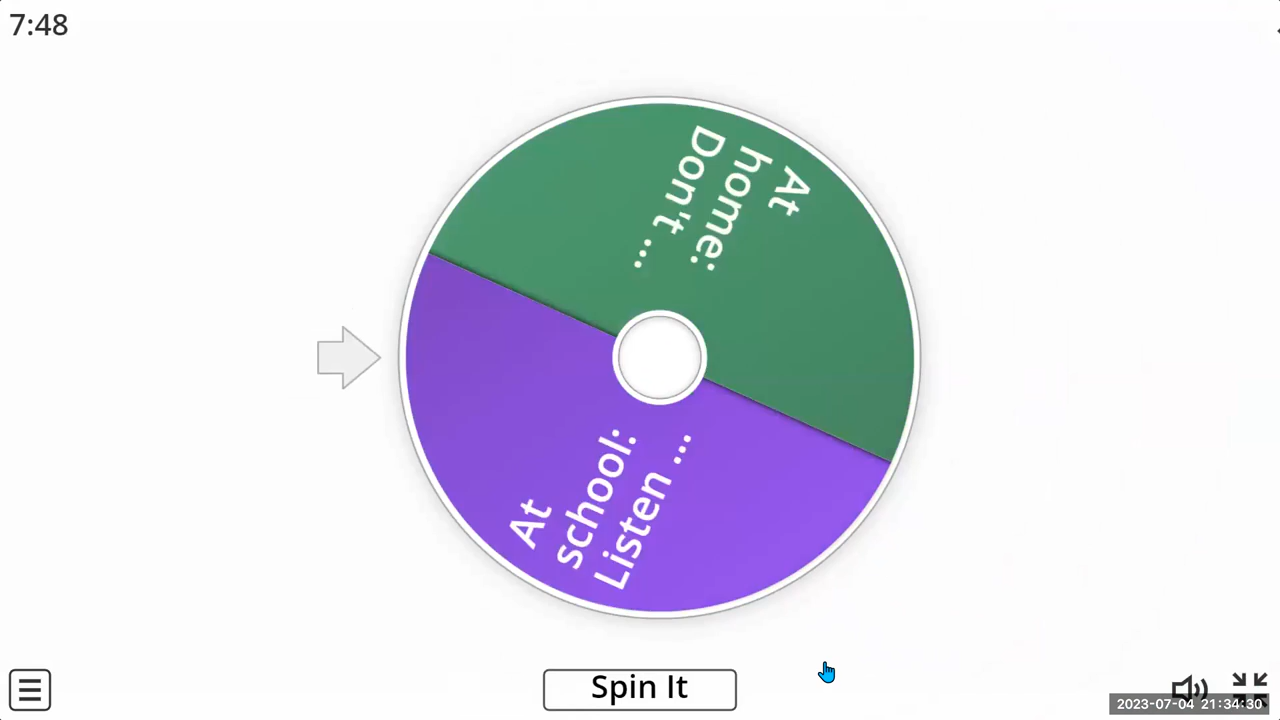 7:48
At
home:
Don't ...
At
school:
Listen ...
Spin It
2023-07-04 21:34:30